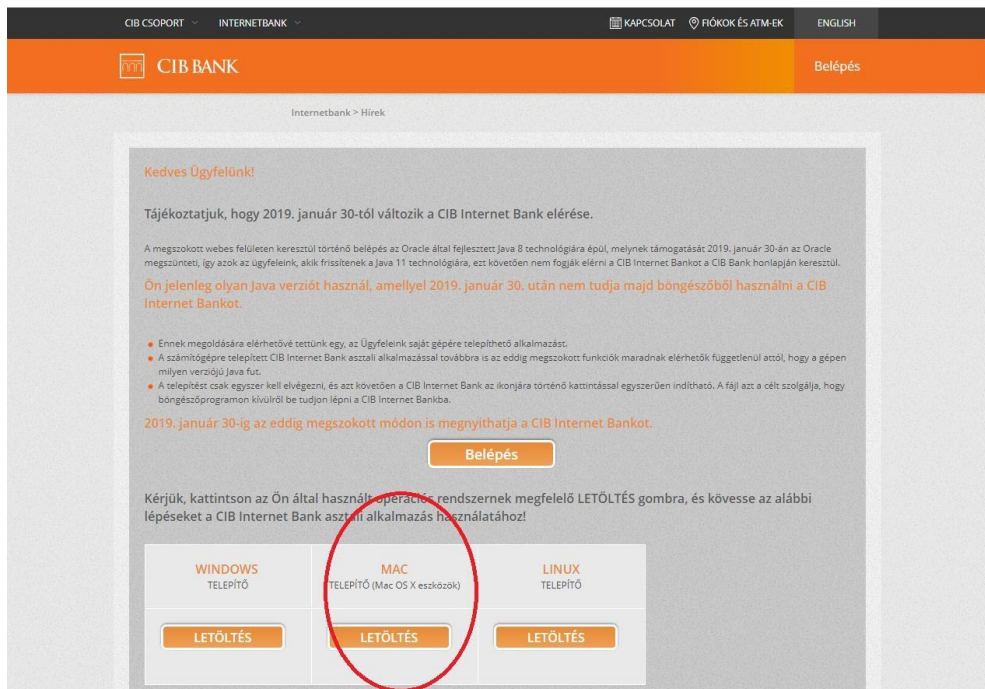 CIB CSOPORT INTERNETBANK KAPCSOLAT FIÓKOK ÉS ATM-EK ENGLISH
CIB BANK Belépés
Internetbank > Hírek
Kedves Ügyfelünk!
Tájékoztatjuk, hogy 2019. január 30-tól változik a CIB Internet Bank elérése.
A megszokott webes felületen keresztül történő belépés az Oracle által fejlesztett Java 8 technológiára épül, melynek támogatását 2019. január 30-án az Oracle
megszünteti, így azok az ügyfeleink, akik frissítenek a Java 11 technológiára, ezt követően nem fogják elérni a CIB Internet Bankot a CIB Bank honlapján keresztül.
Ön jelenleg olyan Java verziót használ, amellyel 2019. január 30. után nem tudja majd böngészőből használni a CIB
Internet Bankot.
Ennek megoldására elérhetővé tettünk egy, az Ügyfeleink saját gépére telepíthető alkalmazást.
A számítógépre telepített CIB Internet Bank asztali alkalmazással továbbra is az eddig megszokott funkciók maradnak elérhetők függetlenül attól, hogy a gépen
milyen verziójú Java fut.
A telepítést csak egyszer kell elvégezni, és azt követően a CIB Internet Bank az ikonjára történő kattintással egyszerűen indítható. A fájl azt a célt szolgálja, hogy
böngészőprogramon kívülről be tudjon lépni a CIB Internet Bankba.
2019. január 30-ig az eddig megszokott módon is megnyithatja a CIB Internet Bankot.
Belépés
Kérjük, kattintson az Ön által használt operációs rendszernek megfelelő LETÖLTÉS gombra, és kövesse az alábbi
lépéseket a CIB Internet Bank asztali alkalmazás használatához!
WINDOWS MAC LINUX
TELEPÍTŐ TELEPÍTŐ (Mac OS X eszközök) TELEPÍTŐ
LETÖLTÉS LETÖLTÉS LETÖLTÉS